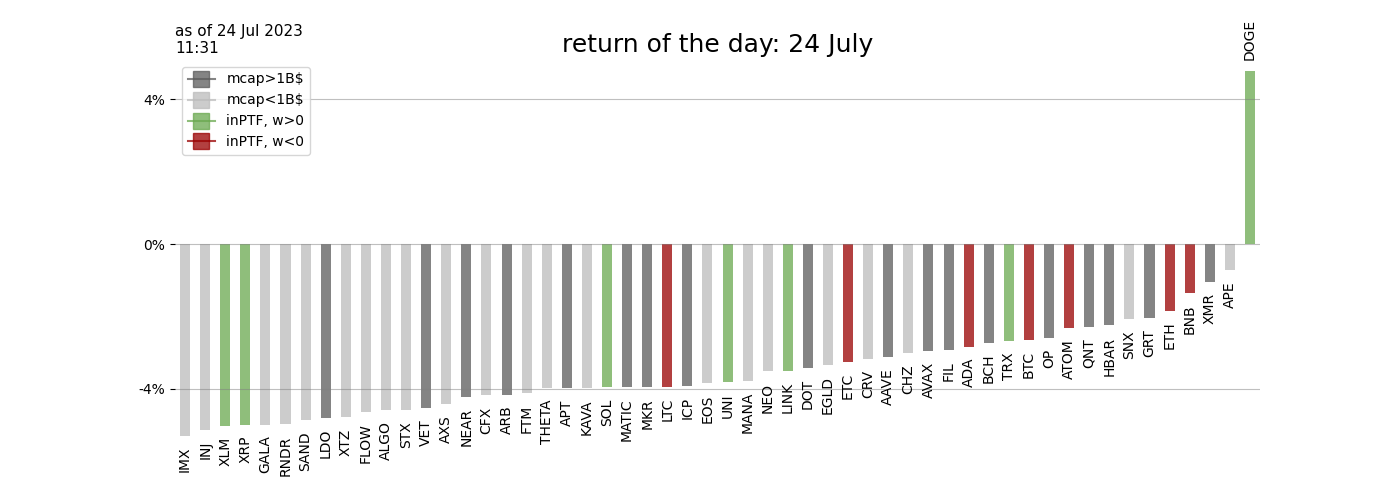 as of 24 Jul 2023
11:31
return of the day: 24 July
DOGE
mcap>1B$
mcap<1B$
inPTF, w>0
inPTF, w<0
4%
0%
-4%
IMX
INJ
XLM
XRP
GALA
RNDR
SAND
LDO
XTZ
FLOW
ALGO
STX
VET
AXS
NEAR
CFX
ARB
FTM
THETA
APT
KAVA
SOL
MATIC
MKR
LTC
ICP
EOS
UNI
MANA
NEO
LINK
DOT
EGLD
ETC
CRV
AAVE
CHZ
AVAX
FIL
ADA
BCH
TRX
BTC
OP
ATOM
QNT
HBAR
SNX
GRT
ETH
BNB
XMR
APE